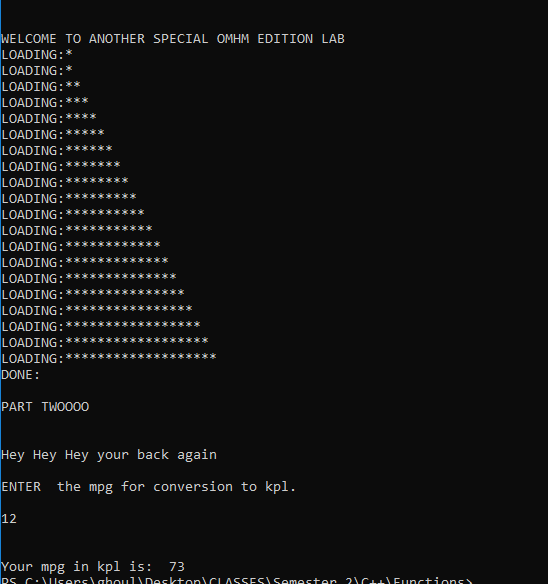 WELCOME TO ANOTHER SPECIAL OMHM EDITION LAB
LOADING:*
LOADING:*
LOADING:**
LOADING:***
LOADING:****
LOADING:*****
LOADING:******
LOADING:*******
LOADING:********
LOADING:*********
LOADING:**********
LOADING:***********
LOADING:************
LOADING:*************
LOADING:**************
LOADING:***************
LOADING:****************
LOADING:*****************
LOADING:******************
LOADING:*******************
DONE:
PART TWOOOO
Hey Hey Hey your back again
ENTER  the mpg for conversion to kpl.
12
Your mpg in kpl is:  73
PS C:\Users\ghoul\Desktop\CLASSES\Semester 2\C++\Functions>